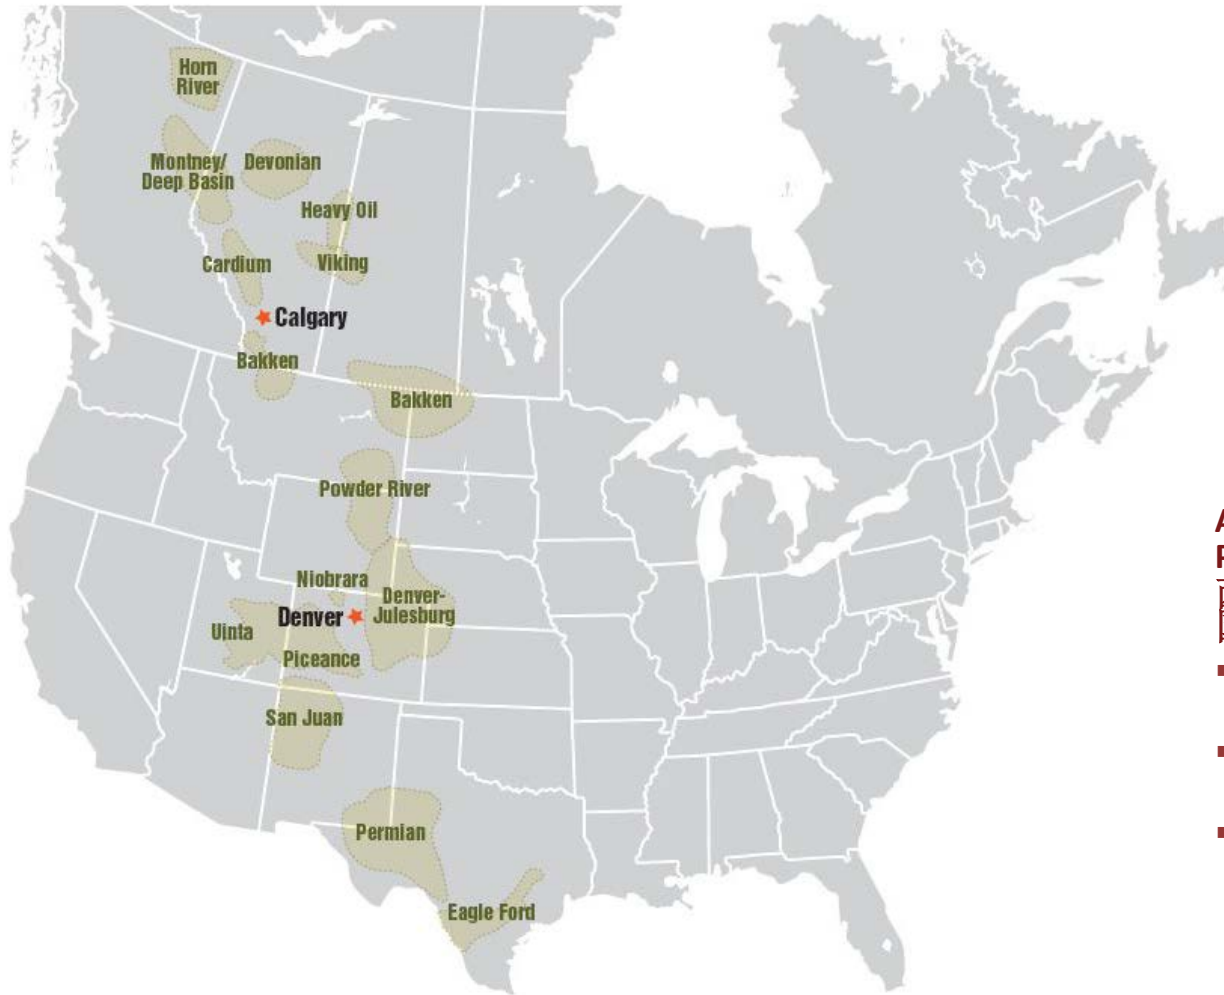 Horn
River
Montney/
Deep Basin
Devonian
Heavy Oil
Cardium
Viking
Calgary
Bakken
Bakken
Powder River
Niobrara
Denver-
Julesburg
Denver
Uinta
Piceance
San Juan
Permian
Eagle Ford